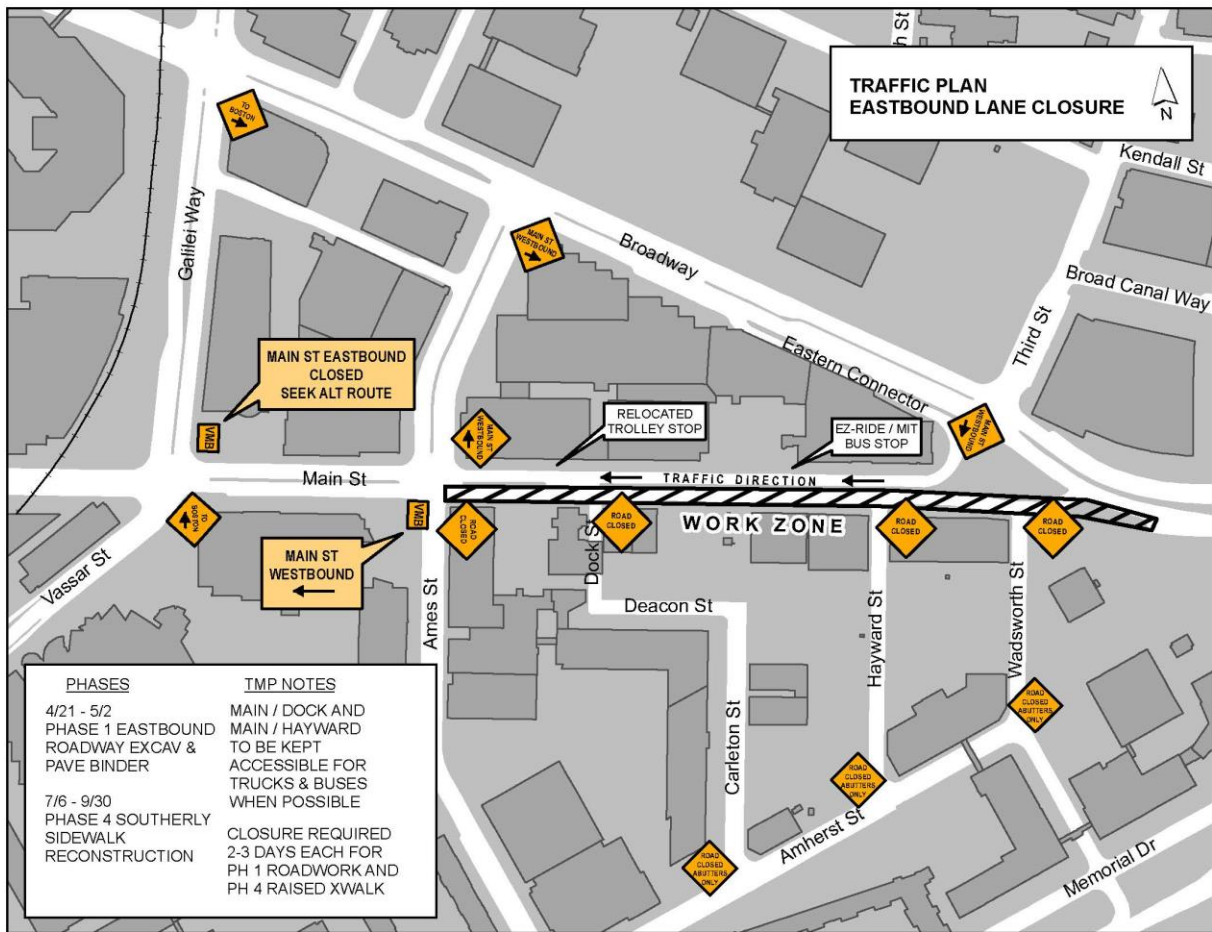 h St
TRAFFIC PLAN
EASTBOUND LANE CLOSURE
N
Kendall St
TO
BOSTON
Galilei Way
MAIN ST
WESTBOUND
Broadway
Broad Canal Way
Third St
Eastern Connector
MAIN ST EASTBOUND
CLOSED
SEEK ALT ROUTE
VMB
MAIN ST
WESTBOUND
RELOCATED
TROLLEY STOP
EZ-RIDE / MIT
BUS STOP
MAIN ST
WESTBOUND
Main St
TRAFFIC DIRECTION
TO
BOSTON
VMB
ROAD
CLOSED
ROAD
CLOSED
WORK ZONE
ROAD
CLOSED
ROAD
CLOSED
MAIN ST
WESTBOUND
Vassar St
Ames St
Dock St
Deacon St
Carleton St
Hayward St
Wadsworth St
ROAD
CLOSED
ABUTTERS
ONLY
ROAD
CLOSED
ABUTTERS
ONLY
ROAD
CLOSED
ABUTTERS
ONLY
Amherst St
Memorial Dr
PHASES
4/21 - 5/2
PHASE 1 EASTBOUND
ROADWAY EXCAV &
PAVE BINDER
7/6 - 9/30
PHASE 4 SOUTHERLY
SIDEWALK
RECONSTRUCTION
TMP NOTES
MAIN / DOCK AND
MAIN / HAYWARD
TO BE KEPT
ACCESSIBLE FOR
TRUCKS & BUSES
WHEN POSSIBLE
CLOSURE REQUIRED
2-3 DAYS EACH FOR
PH 1 ROADWORK AND
PH 4 RAISED XWALK